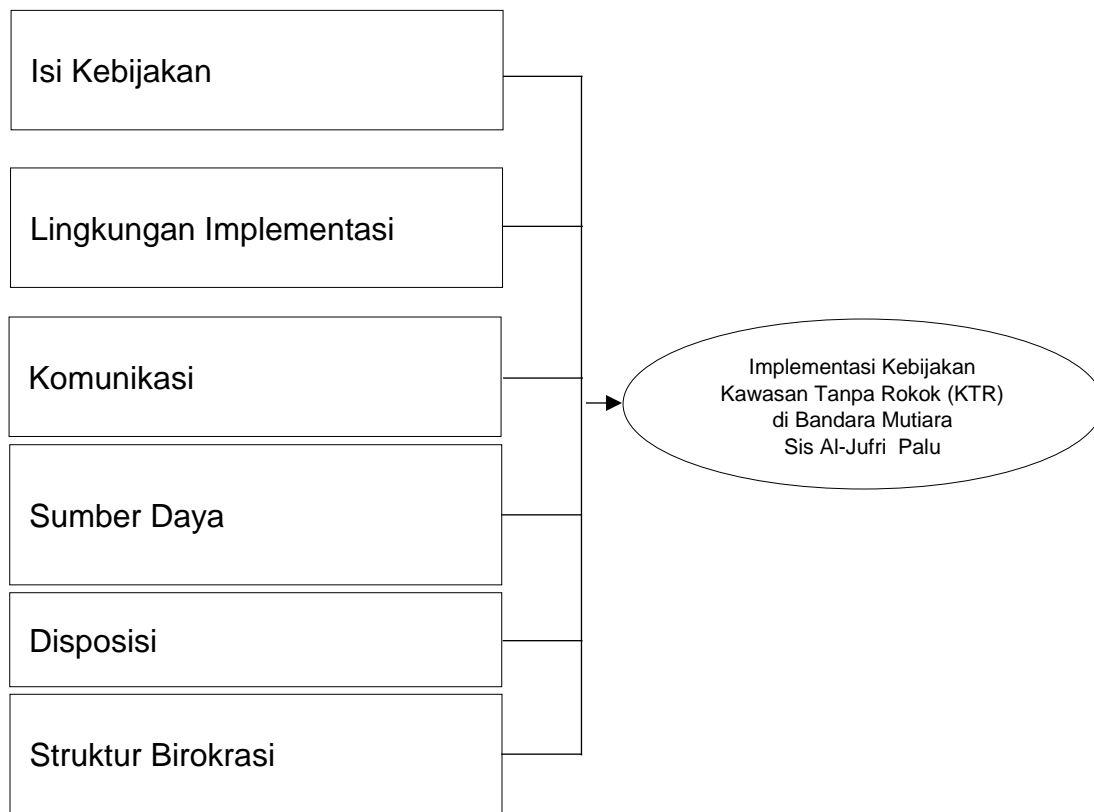 Isi Kebijakan
Lingkungan Implementasi
Komunikasi
Sumber Daya
Disposisi
Struktur Birokrasi
Implementasi Kebijakan
Kawasan Tanpa Rokok (KTR)
di Bandara Mutiara
Sis Al-Jufri Palu